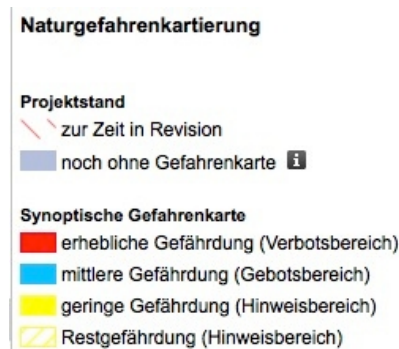 Naturgefahrenkartierung
Projektstand
zur Zeit in Revision
noch ohne Gefahrenkarte i
Synoptische Gefahrenkarte
erhebliche Gefährdung (Verbotsbereich)
mittlere Gefährdung (Gebotsbereich)
geringe Gefährdung (Hinweisbereich)
Restgefährdung (Hinweisbereich)